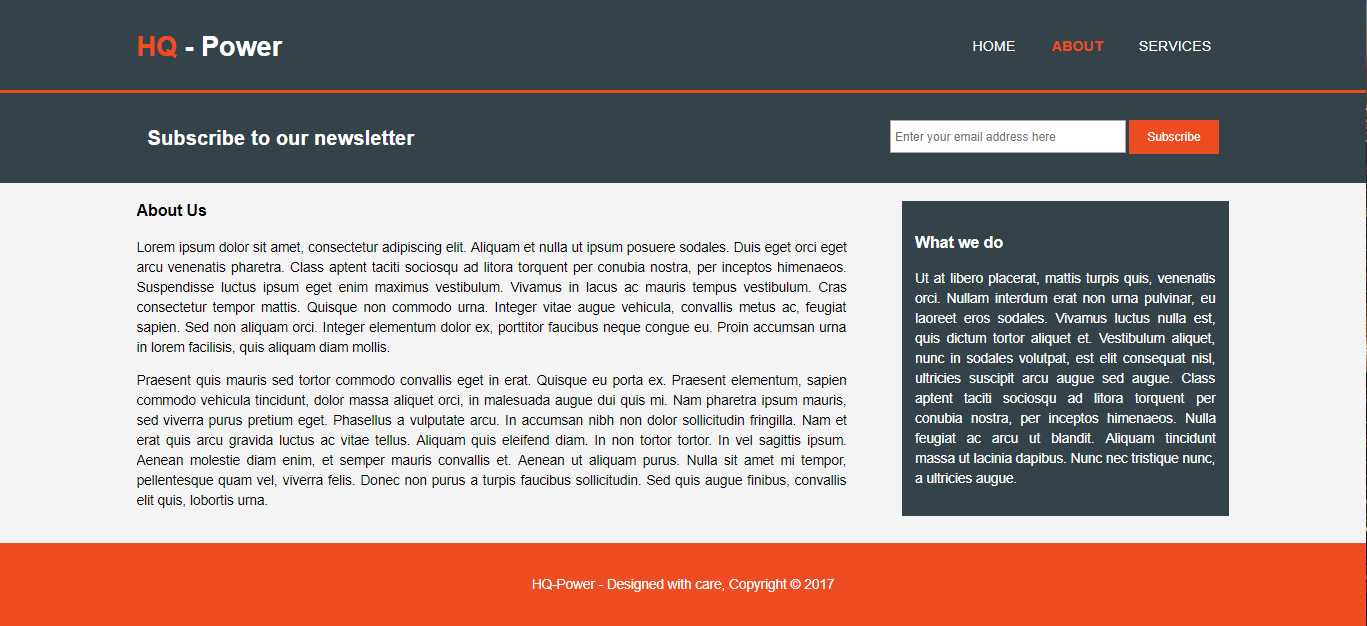 HQ - Power
HOME ABOUT SERVICES
Subscribe to our newsletter
Enter your email address here
Subscribe
About Us
Lorem ipsum dolor sit amet, consectetur adipiscing elit. Aliquam et nulla ut ipsum posuere sodales. Duis eget orci eget
arcu venenatis pharetra. Class aptent taciti sociosqu ad litora torquent per conubia nostra, per inceptos himenaeos.
Suspendisse luctus ipsum eget enim maximus vestibulum. Vivamus in lacus ac mauris tempus vestibulum. Cras
consectetur tempor mattis. Quisque non commodo urna. Integer vitae augue vehicula, convallis metus ac, feugiat
sapien. Sed non aliquam orci. Integer elementum dolor ex, porttitor faucibus neque congue eu. Proin accumsan urna
in lorem facilisis, quis aliquam diam mollis.
Praesent quis mauris sed tortor commodo convallis eget in erat. Quisque eu porta ex. Praesent elementum, sapien
commodo vehicula tincidunt, dolor massa aliquet orci, in malesuada augue dui quis mi. Nam pharetra ipsum mauris,
sed viverra purus pretium eget. Phasellus a vulputate arcu. In accumsan nibh non dolor sollicitudin fringilla. Nam et
erat quis arcu gravida luctus ac vitae tellus. Aliquam quis eleifend diam. In non tortor tortor. In vel sagittis ipsum.
Aenean molestie diam enim, et semper mauris convallis et. Aenean ut aliquam purus. Nulla sit amet mi tempor,
pellentesque quam vel, viverra felis. Donec non purus a turpis faucibus sollicitudin. Sed quis augue finibus, convallis
elit quis, lobortis urna.
What we do
Ut at libero placerat, mattis turpis quis, venenatis
orci. Nullam interdum erat non urna pulvinar, eu
laoreet eros sodales. Vivamus luctus nulla est,
quis dictum tortor aliquet et. Vestibulum aliquet,
nunc in sodales volutpat, est elit consequat nisl,
ultricies suscipit arcu augue sed augue. Class
aptent taciti sociosqu ad litora torquent per
conubia nostra, per inceptos himenaeos. Nulla
feugiat ac arcu ut blandit. Aliquam tincidunt
massa ut lacinia dapibus. Nunc nec tristique nunc,
a ultricies augue.
HQ-Power - Designed with care, Copyright © 2017